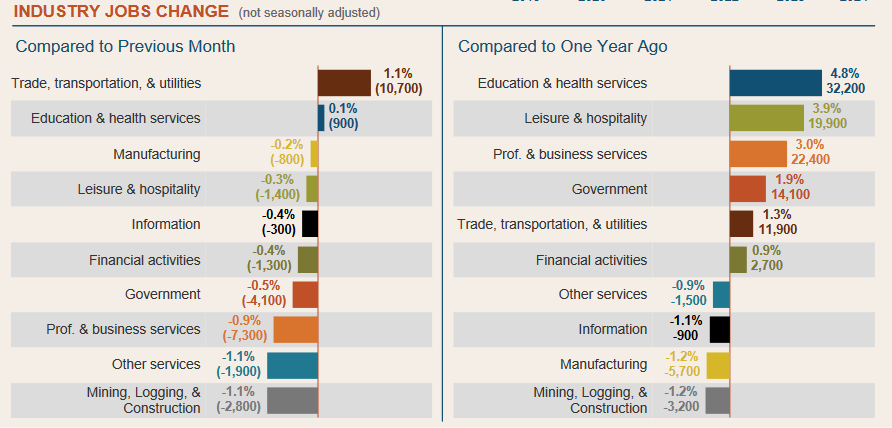 INDUSTRY JOBS CHANGE (not seasonally adjusted)
Compared to Previous Month
Trade, transportation, & utilities 1.1% (10,700)
Education & health services 0.1% (900)
Manufacturing -0.2% (-800)
Leisure & hospitality -0.3% (-1,400)
Information -0.4% (-300)
Financial activities -0.4% (-1,300)
Government -0.5% (-4,100)
Prof. & business services -0.9% (-7,300)
Other services -1.1% (-1,900)
Mining, Logging, & Construction -1.1% (-2,800)
Compared to One Year Ago
Education & health services 4.8% 32,200
Leisure & hospitality 3.9% 19,900
Prof. & business services 3.0% 22,400
Government 1.9% 14,100
Trade, transportation, & utilities 1.3% 11,900
Financial activities 0.9% 2,700
Other services -0.9% -1,500
Information -1.1% -900
Manufacturing -1.2% -5,700
Mining, Logging, & Construction -1.2% -3,200